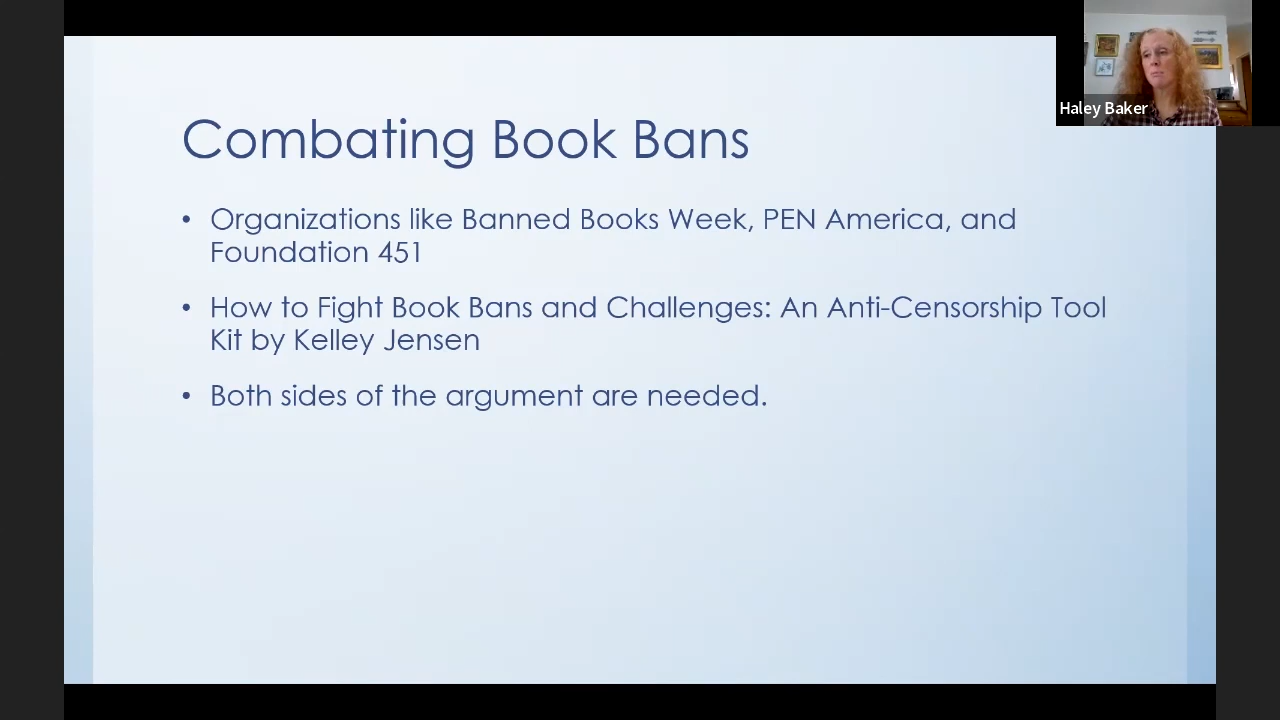 Combating Book Bans
• Organizations like Banned Books Week, PEN America, and
Foundation 451
• How to Fight Book Bans and Challenges: An Anti-Censorship Tool
Kit by Kelley Jensen
• Both sides of the argument are needed.
Haley Baker